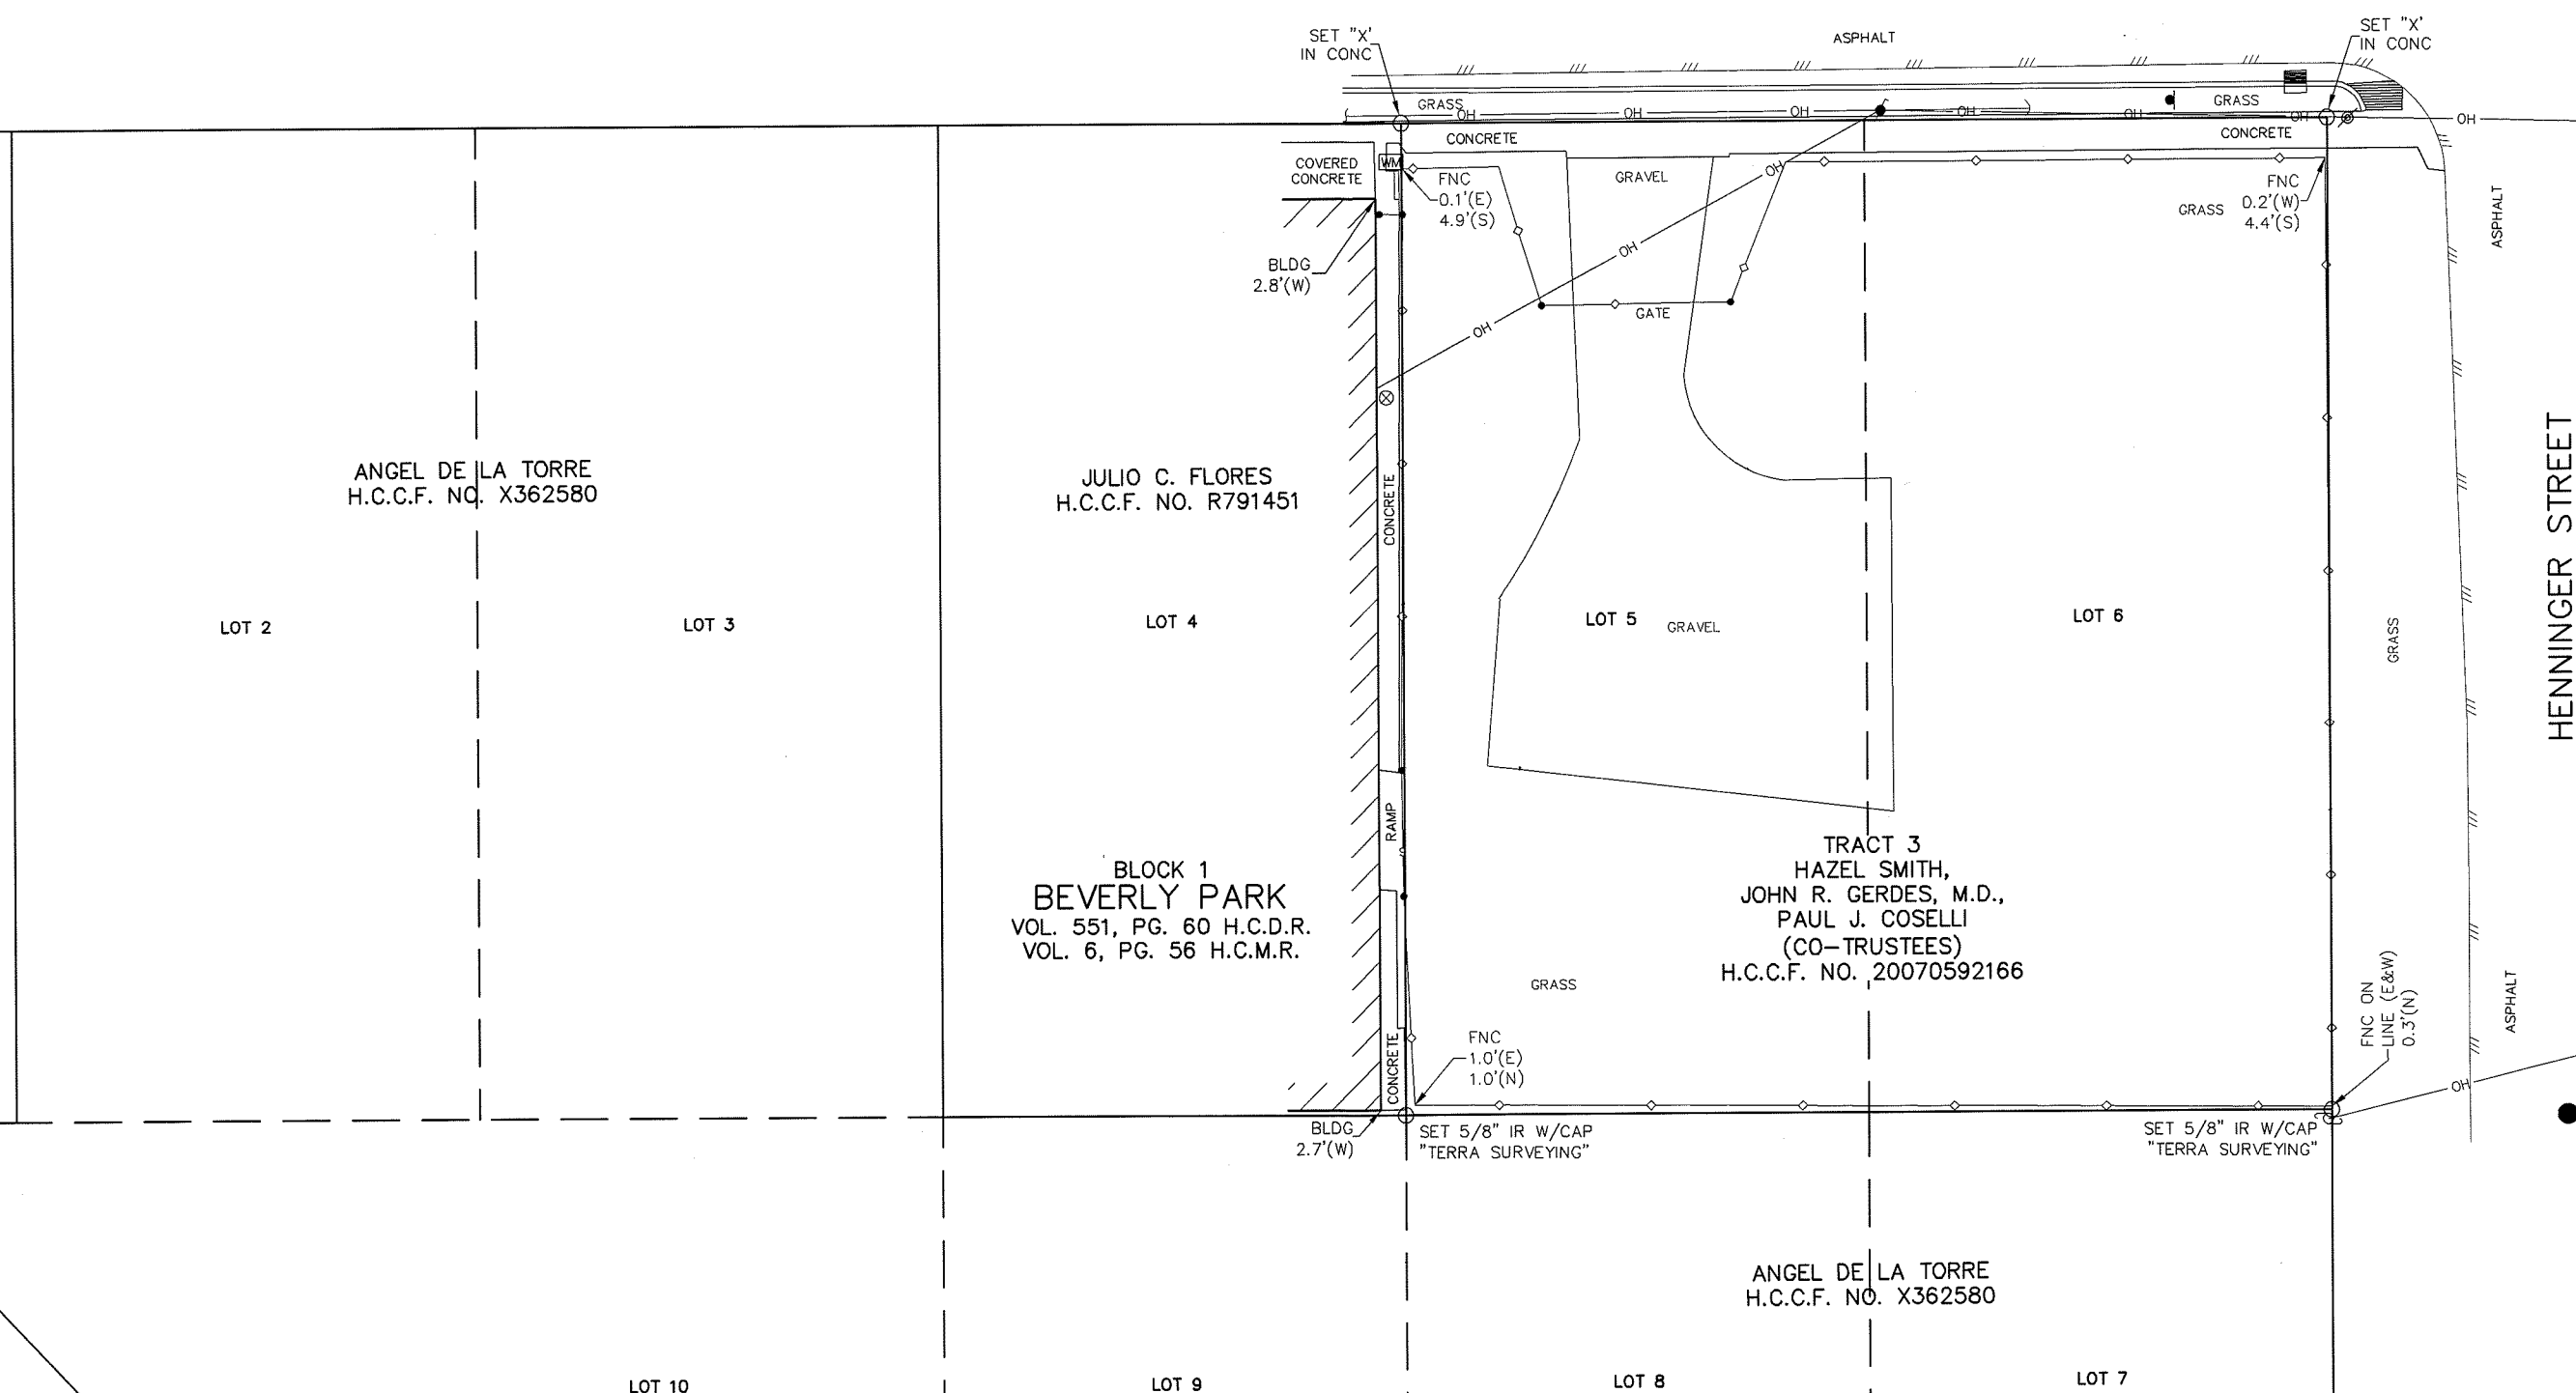 SET "X'
IN CONC
ASPHALT
SET "X'
IN CONC
GRASS
GRASS
OH
OH
OH
OH
OH
OH
OH
CONCRETE
CONCRETE
COVERED
CONCRETE
WM
FNC
0.1'(E)
4.9'(S)
GRAVEL
OH
FNC
0.2'(W)
4.4'(S)
GRASS
ASPHALT
BLDG
2.8'(W)
OH
OH
GATE
ANGEL DE LA TORRE
H.C.C.F. NO. X362580
JULIO C. FLORES
H.C.C.F. NO. R791451
CONCRETE
HENNINGER STREET
LOT 2
LOT 3
LOT 4
LOT 5
GRAVEL
LOT 6
GRASS
RAMP
BLOCK 1
BEVERLY PARK
VOL. 551, PG. 60 H.C.D.R.
VOL. 6, PG. 56 H.C.M.R.
TRACT 3
HAZEL SMITH,
JOHN R. GERDES, M.D.,
PAUL J. COSELLI
(CO-TRUSTEES)
H.C.C.F. NO. 20070592166
GRASS
FNC ON
LINE (E&W)
0.3'(N)
ASPHALT
CONCRETE
FNC
1.0'(E)
1.0'(N)
OH
BLDG
2.7'(W)
SET 5/8" IR W/CAP
"TERRA SURVEYING"
SET 5/8" IR W/CAP
"TERRA SURVEYING"
ANGEL DE LA TORRE
H.C.C.F. NO. X362580
LOT 10
LOT 9
LOT 8
LOT 7